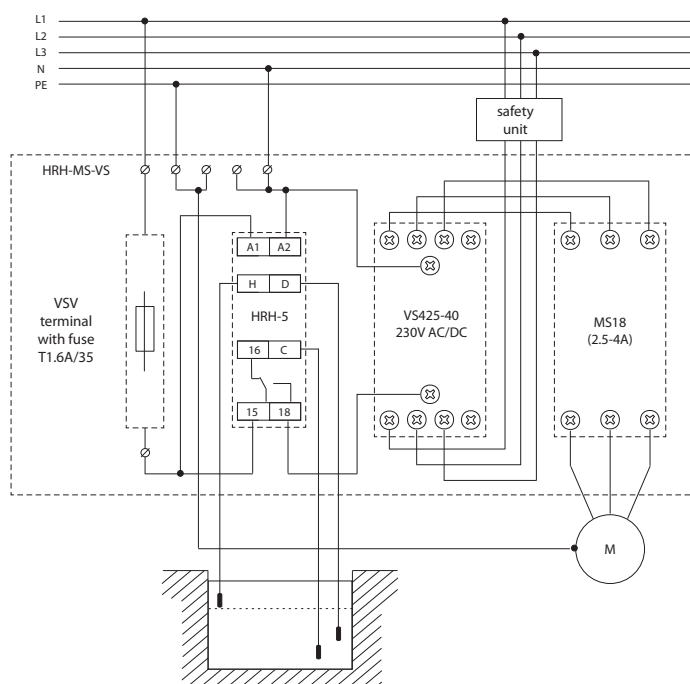 L1
L2
L3
N
PE
safety
unit
HRH-MS-VS
A1 A2
H D
HRH-5
16 C
15 18
VSV
terminal
with fuse
T1.6A/35
VS425-40
230V AC/DC
MS18
(2.5-4A)
M